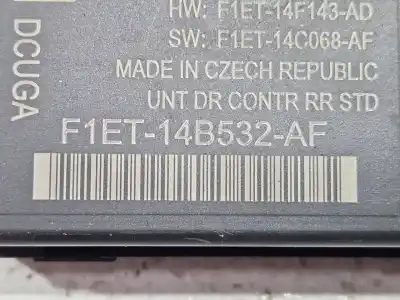 HW: F1ET-14F143-AD
SW: F1ET-14C068-AF
MADE IN CZECH REPUBLIC
UNT DR CONTR RR STD
F1ET-14B532-AF
DCUGA